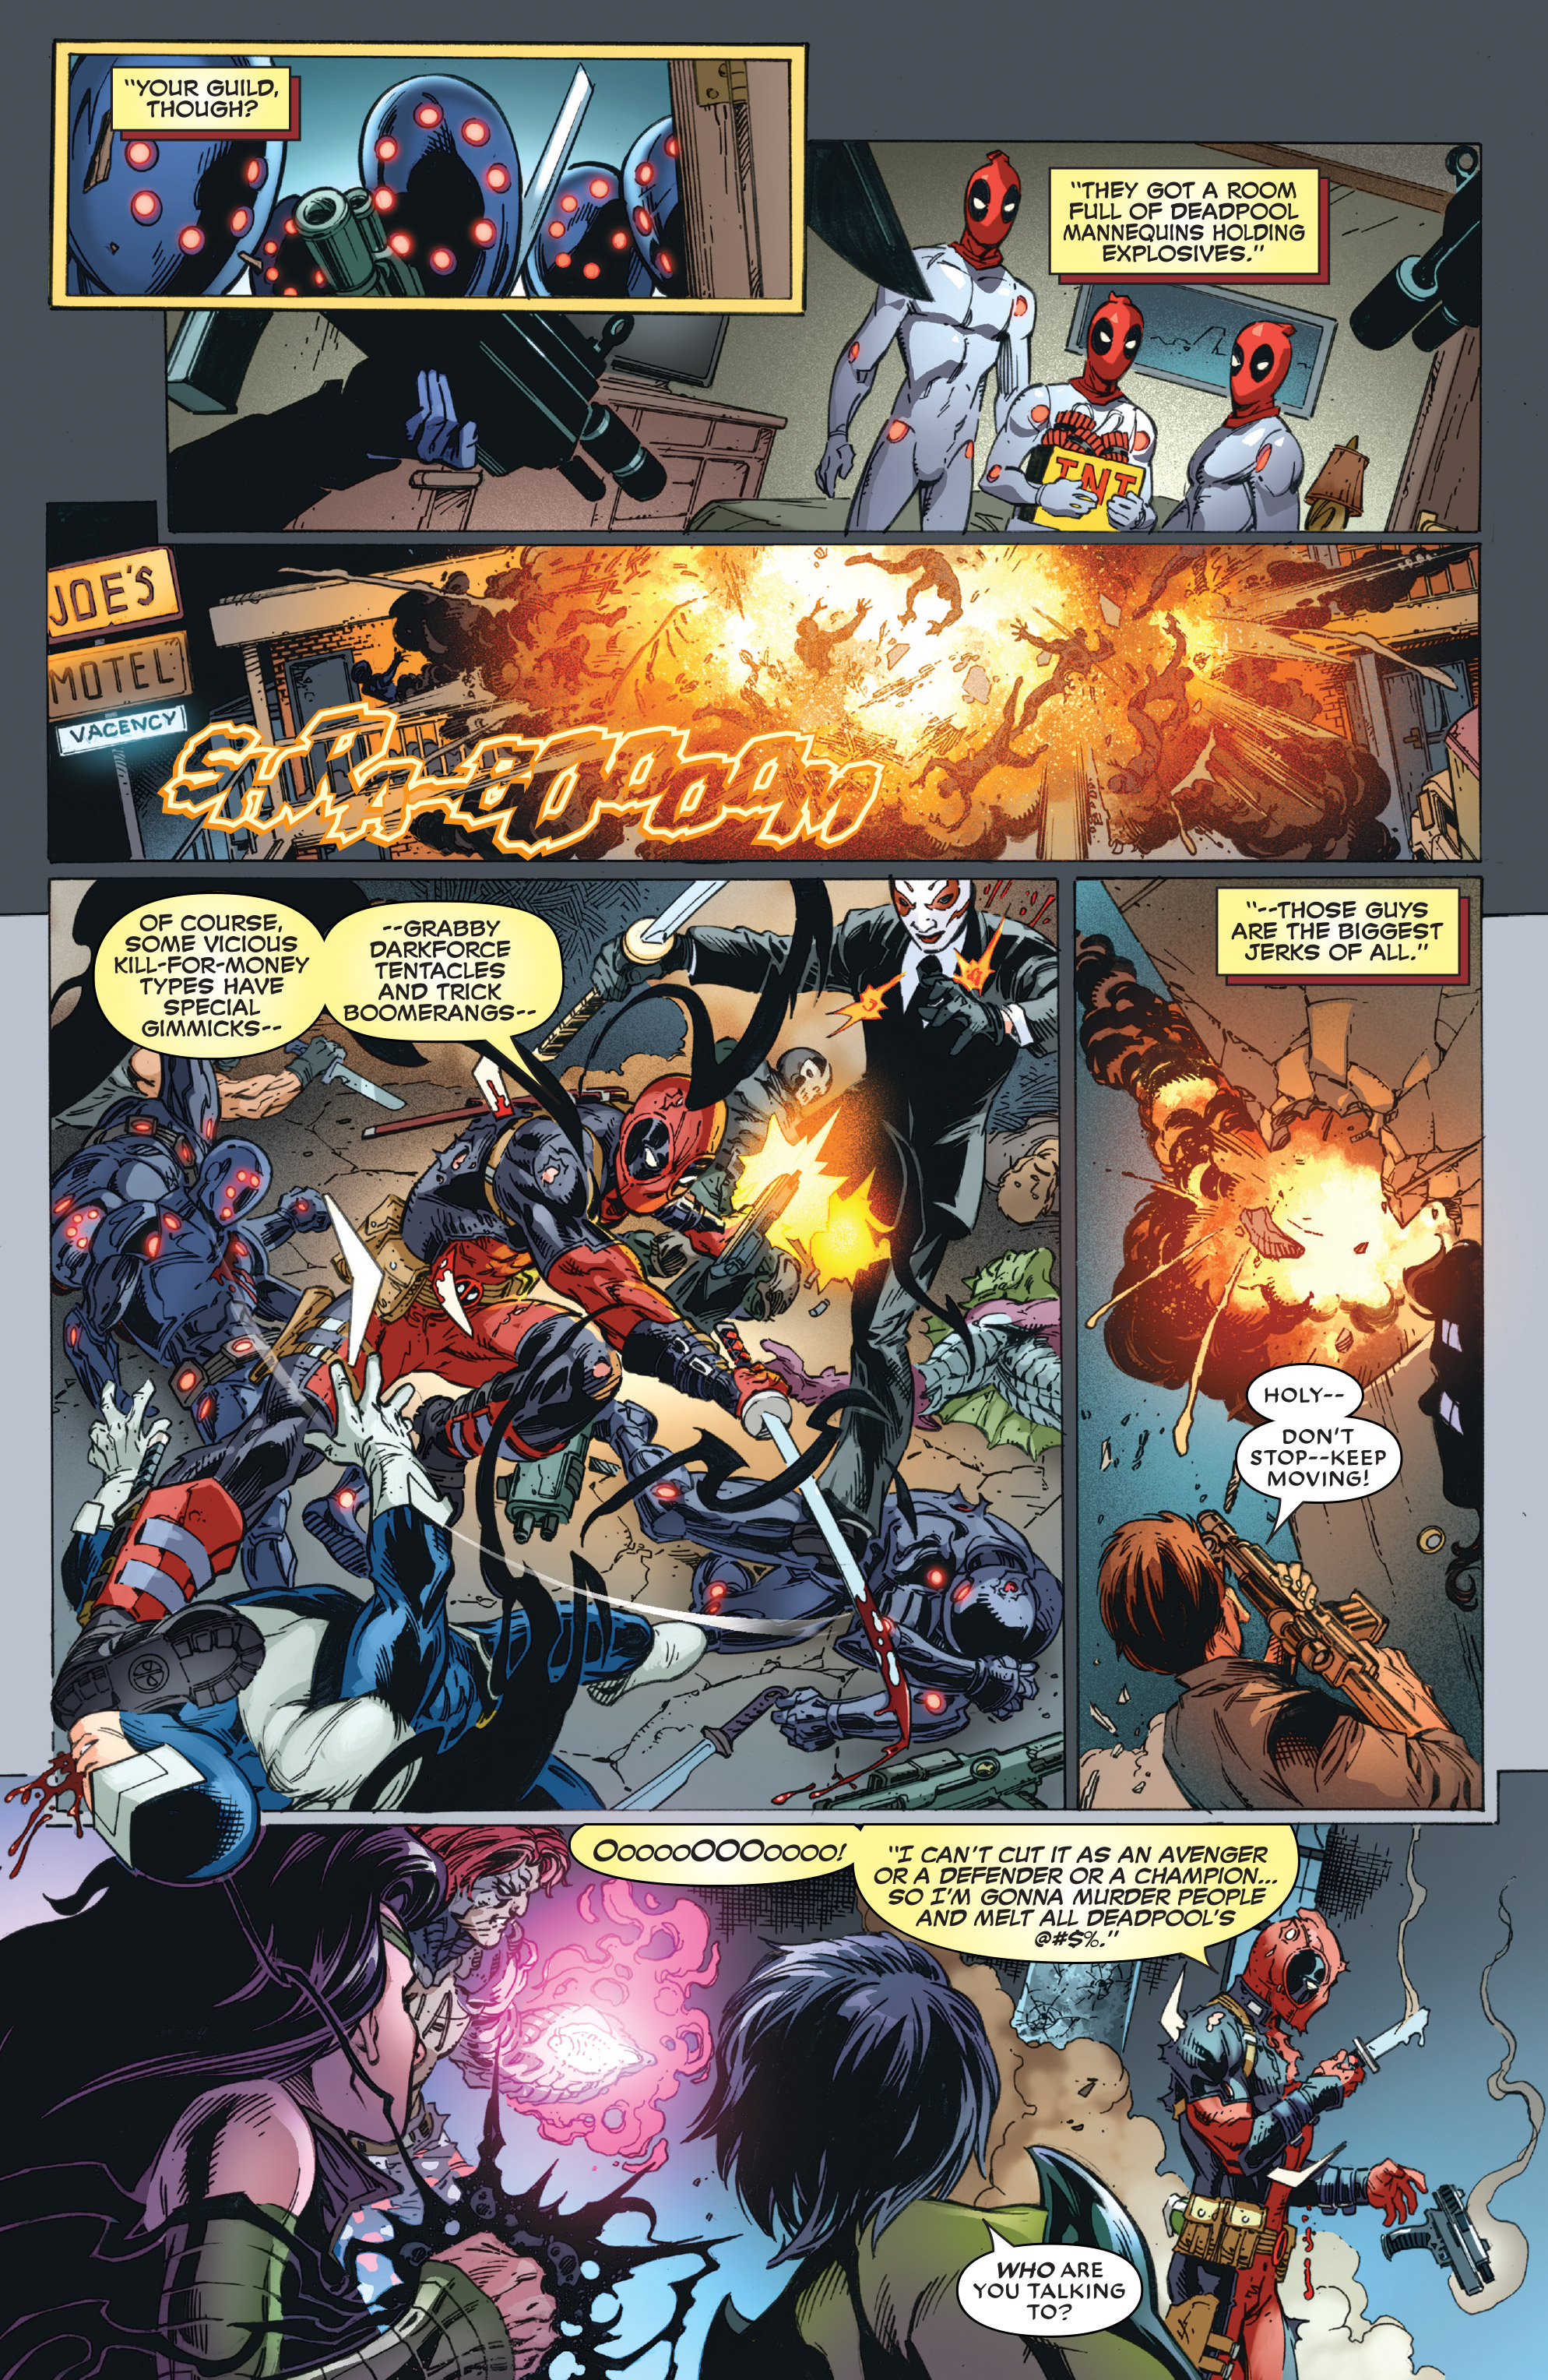 "YOUR GUILD,
THOUGH?
"THEY GOT A ROOM
FULL OF DEADPOOL
MANNEQUINS HOLDING
EXPLOSIVES."
TNT
JOE'S
MOTEL
VACENCY
SHRA-BOOOOOM
OF COURSE,
SOME VICIOUS
KILL-FOR-MONEY
TYPES HAVE
SPECIAL
GIMMICKS--
--GRABBY
DARKFORCE
TENTACLES
AND TRICK
BOOMERANGS--
"--THOSE GUYS
ARE THE BIGGEST
JERKS OF ALL."
HOLY--
DON'T
STOP--KEEP
MOVING!
OoooooOOOoooo!
"I CAN'T CUT IT AS AN AVENGER
OR A DEFENDER OR A CHAMPION...
SO I'M GONNA MURDER PEOPLE
AND MELT ALL DEADPOOL'S
@#$%."
WHO ARE
YOU TALKING
TO?